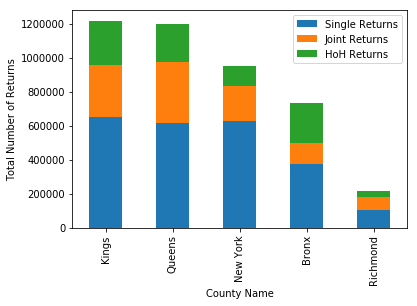 Single Returns
Joint Returns
HoH Returns
Total Number of Returns
1200000
1000000
800000
600000
400000
200000
0
Kings
Queens
New York
Bronx
Richmond
County Name